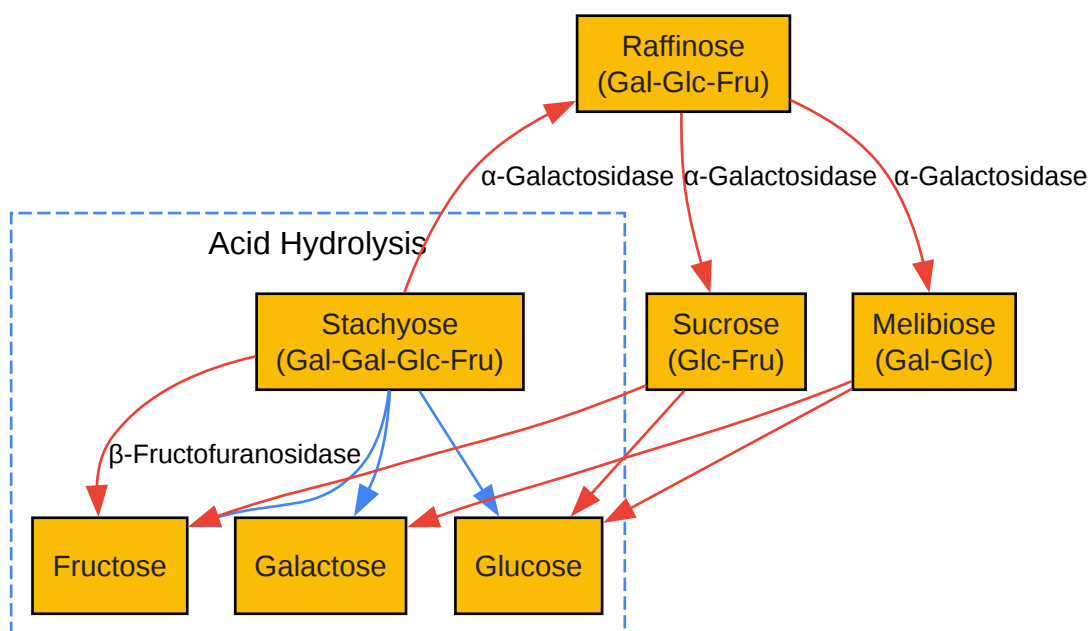 Raffinose
(Gal-Glc-Fru)
α-Galactosidase
α-Galactosidase
α-Galactosidase
Acid Hydrolysis
Stachyose
(Gal-Gal-Glc-Fru)
Sucrose
(Glc-Fru)
Melibiose
(Gal-Glc)
β-Fructofuranosidase
Fructose
Galactose
Glucose